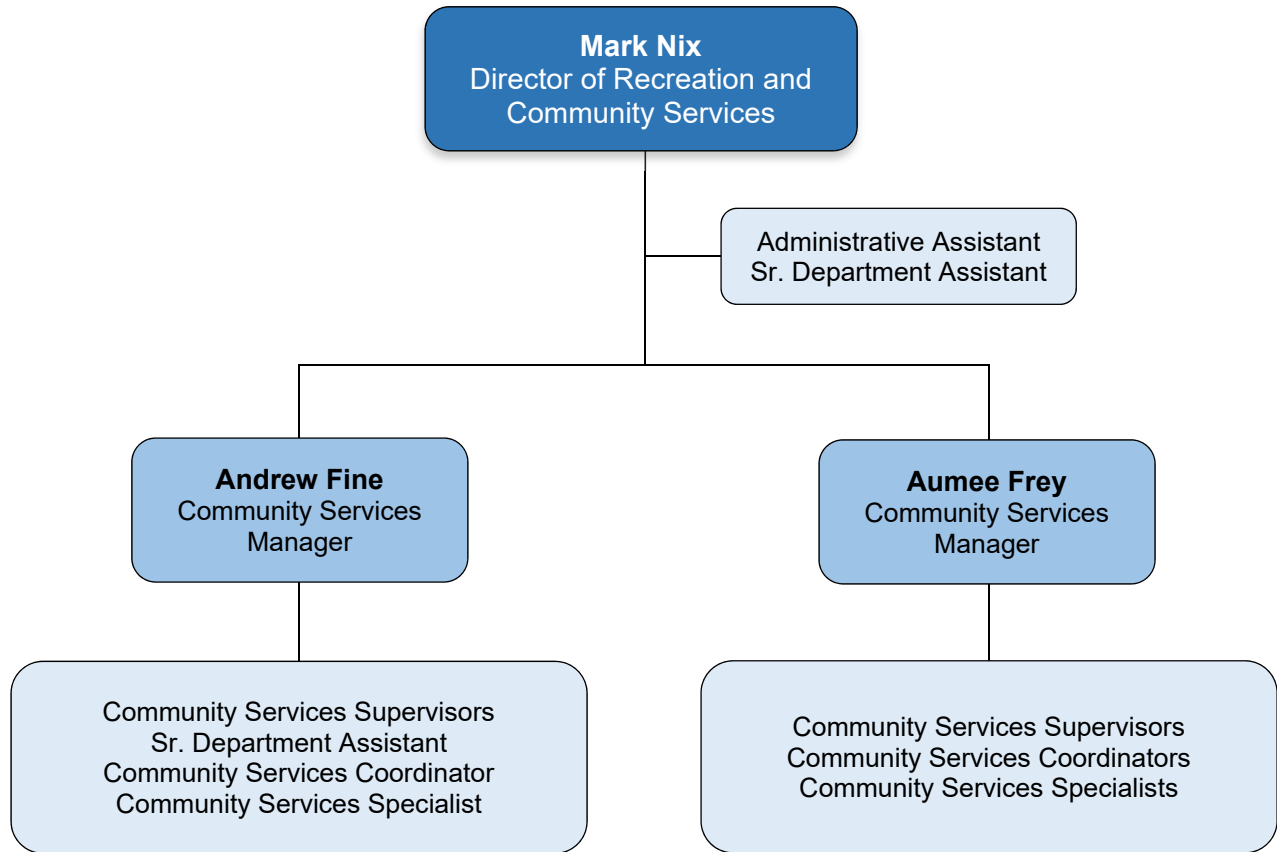 Mark Nix
Director of Recreation and
Community Services
Administrative Assistant
Sr. Department Assistant
Andrew Fine
Community Services
Manager
Aumee Frey
Community Services
Manager
Community Services Supervisors
Sr. Department Assistant
Community Services Coordinator
Community Services Specialist
Community Services Supervisors
Community Services Coordinators
Community Services Specialists